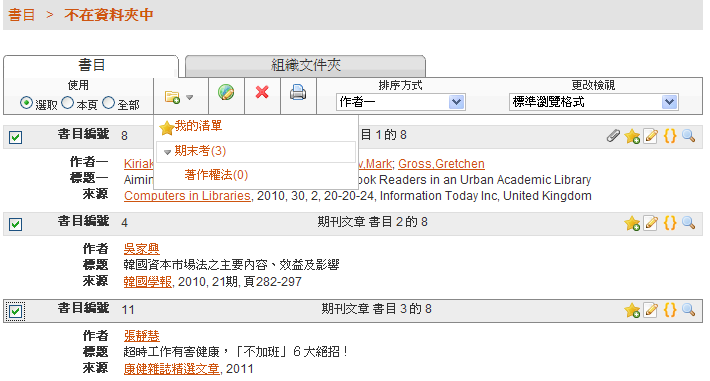 書目 > 不在資料夾中
書目 組織文件夾
使用 排序方式 更改檢視
選取 本頁 全部 作者一 標準瀏覽格式
我的清單
期末考(3)
著作權法(0)
書目編號 8 目 1 的 8
作者一 Kiriak v,Mark; Gross,Gretchen
標題一 Aimin ook Readers in an Urban Academic Library
來源 Computers in Libraries, 2010, 30, 2, 20-20-24, Information Today Inc, United Kingdom
書目編號 4 期刊文章 書目 2 的 8
作者 吳家興
標題 韓國資本市場法之主要內容、效益及影響
來源 韓國學報, 2010, 21期, 頁282-297
書目編號 11 期刊文章 書目 3 的 8
作者 張靜慧
標題 超時工作有害健康，「不加班」６大絕招！
來源 康健雜誌精選文章, 2011